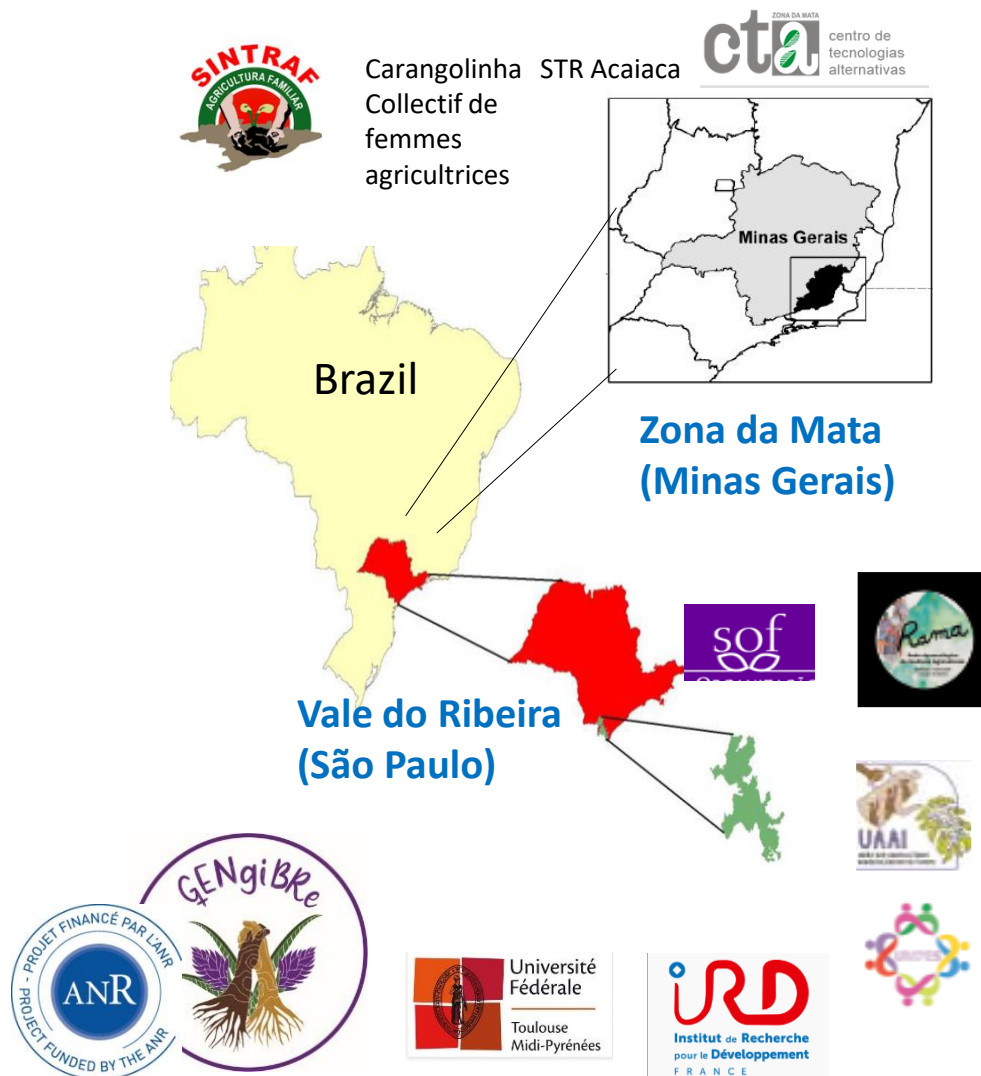 SINTRAF
AGRICULTURA FAMILIAR
Carangolinha
Collectif de
femmes
agricultrices
STR Acaiaca
ZONA DA MATA
cta
centro de
tecnologias
alternativas
Minas Gerais
Brazil
Zona da Mata
(Minas Gerais)
sof
Rama
Vale do Ribeira
(São Paulo)
UAAI
GENgiBRe
- PROJET FINANCÉ PAR L'ANR
- PROJECT FUNDED BY THE ANR
ANR
Université
Fédérale
Toulouse
Midi-Pyrénées
IRD
Institut de Recherche
pour le Développement
FRANCE